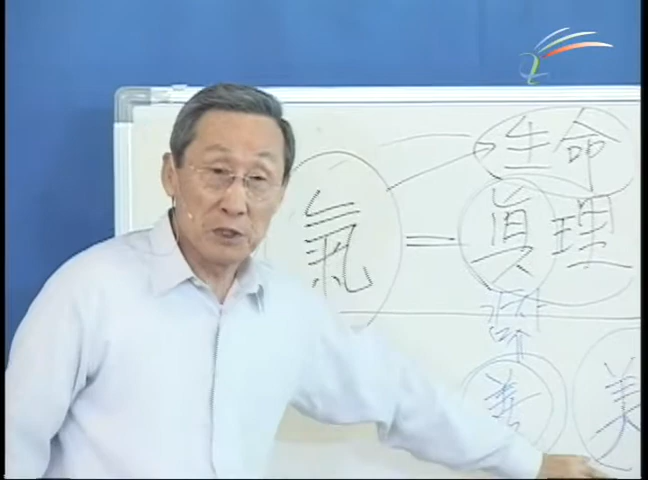 生命
氣 = 真理
善 美